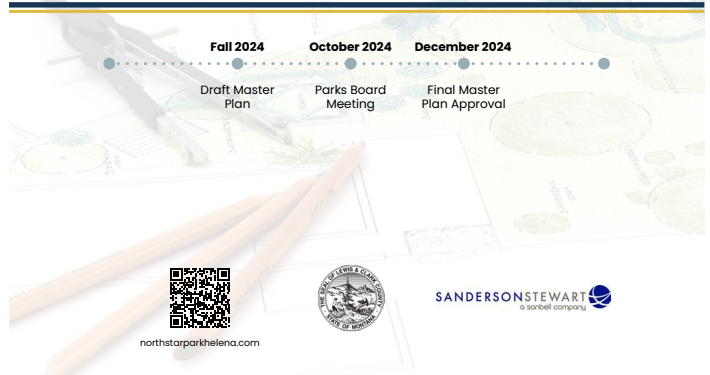 Fall 2024
October 2024
December 2024
Draft Master
Plan
Parks Board
Meeting
Final Master
Plan Approval
THE SEAL OF LEWIS & CLARK COUNTY
STATE OF MONTANA
SANDERSONSTEWART
a sanbell company
northstarparkhelena.com